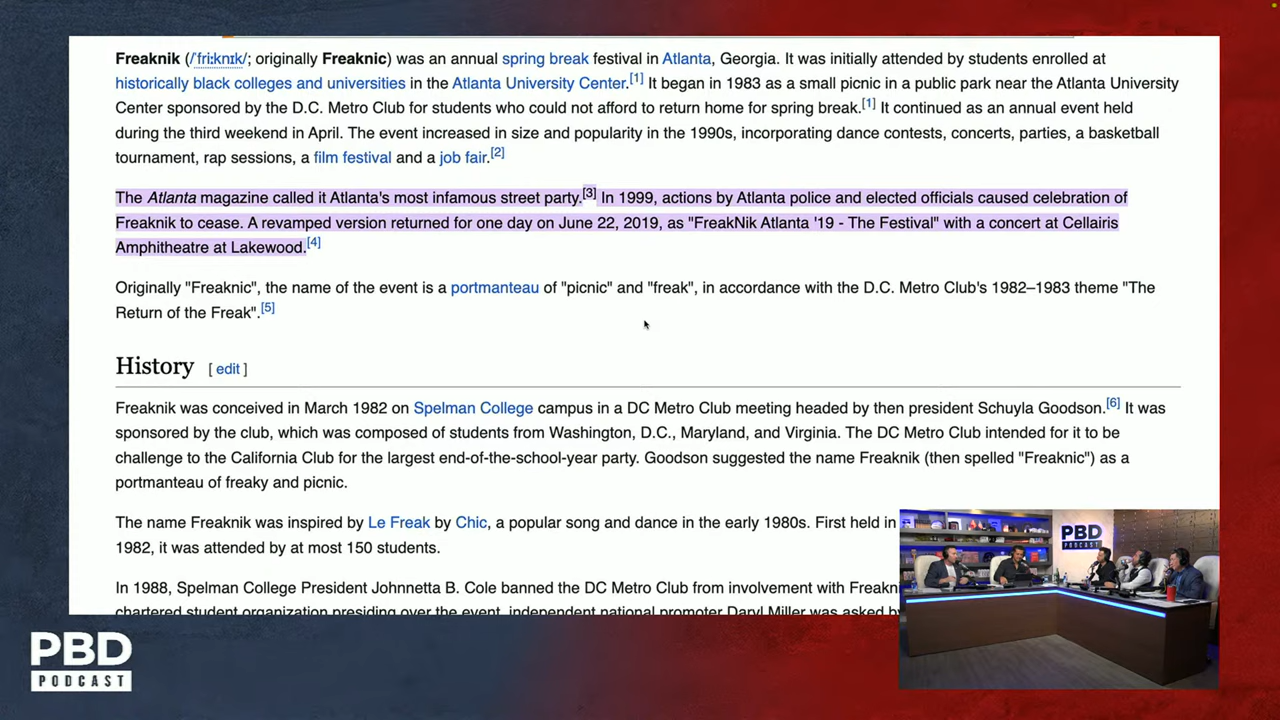 Freaknik (/ˈfriːknɪk/; originally Freaknic) was an annual spring break festival in Atlanta, Georgia. It was initially attended by students enrolled at
historically black colleges and universities in the Atlanta University Center.[1] It began in 1983 as a small picnic in a public park near the Atlanta University
Center sponsored by the D.C. Metro Club for students who could not afford to return home for spring break.[1] It continued as an annual event held
during the third weekend in April. The event increased in size and popularity in the 1990s, incorporating dance contests, concerts, parties, a basketball
tournament, rap sessions, a film festival and a job fair.[2]
The Atlanta magazine called it Atlanta's most infamous street party.[3] In 1999, actions by Atlanta police and elected officials caused celebration of
Freaknik to cease. A revamped version returned for one day on June 22, 2019, as "FreakNik Atlanta '19 - The Festival" with a concert at Cellairis
Amphitheatre at Lakewood.[4]
Originally "Freaknic", the name of the event is a portmanteau of "picnic" and "freak", in accordance with the D.C. Metro Club's 1982–1983 theme "The
Return of the Freak".[5]
History [ edit ]
Freaknik was conceived in March 1982 on Spelman College campus in a DC Metro Club meeting headed by then president Schuyla Goodson.[6] It was
sponsored by the club, which was composed of students from Washington, D.C., Maryland, and Virginia. The DC Metro Club intended for it to be
challenge to the California Club for the largest end-of-the-school-year party. Goodson suggested the name Freaknik (then spelled "Freaknic") as a
portmanteau of freaky and picnic.
The name Freaknik was inspired by Le Freak by Chic, a popular song and dance in the early 1980s. First held in
1982, it was attended by at most 150 students.
In 1988, Spelman College President Johnnetta B. Cole banned the DC Metro Club from involvement with Freakn
chartered student organization presiding over the event, independent national promoter Daryl Miller was asked by
PBD
PODCAST
PBD
PODCAST